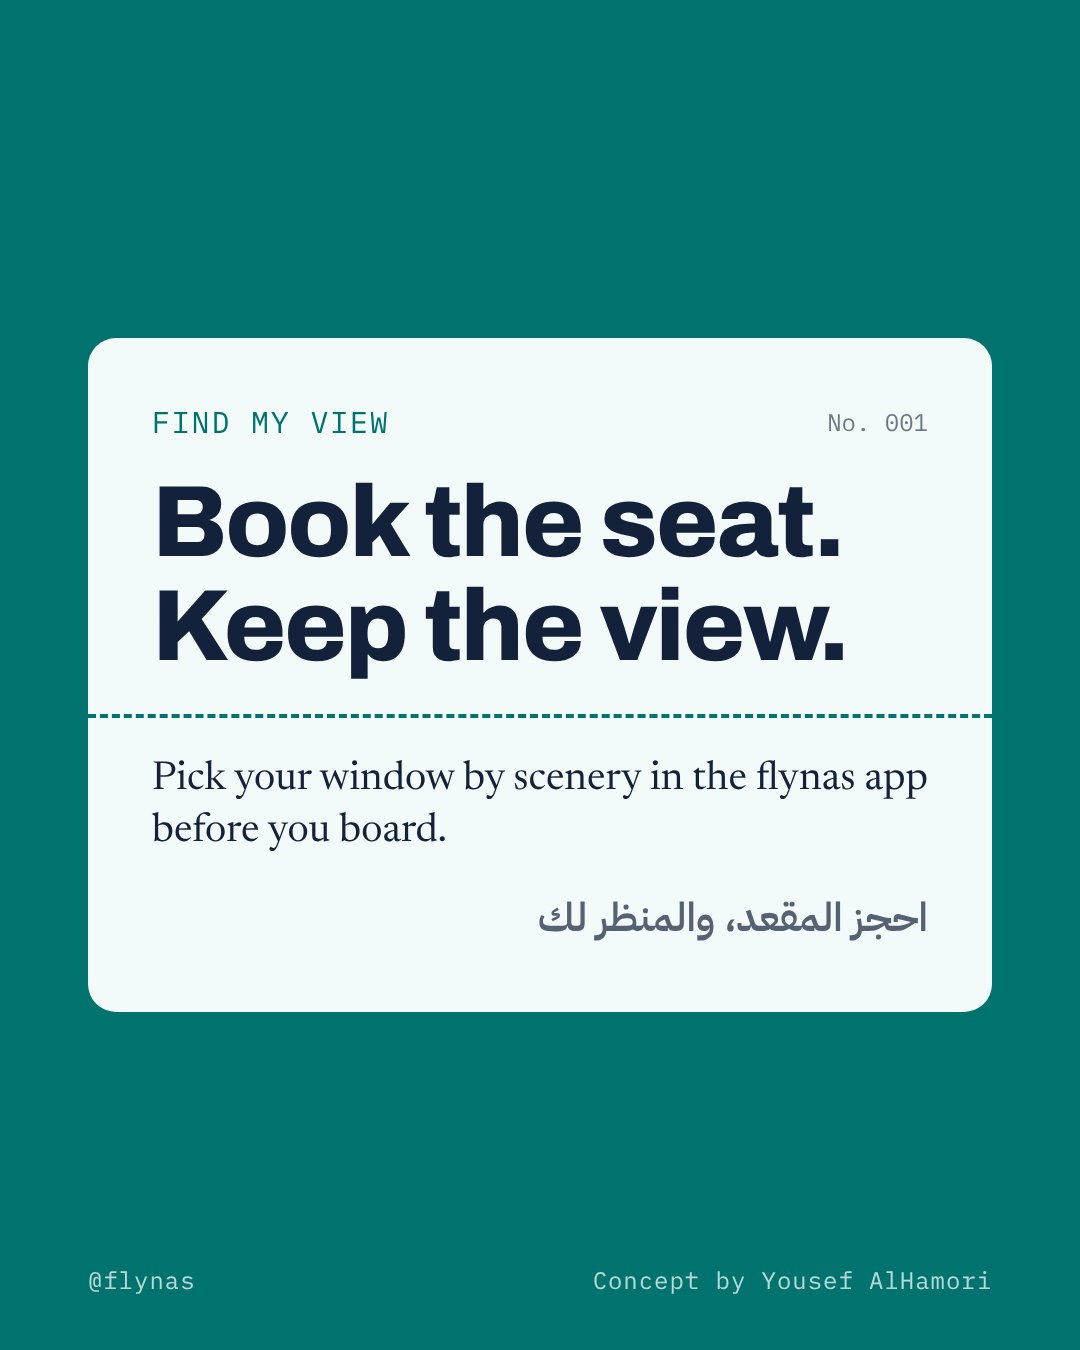 FIND MY VIEW
No. 001
Book the seat.
Keep the view.
Pick your window by scenery in the flynas app
before you board.
احجز المقعد، والمنظر لك
@flynas
Concept by Yousef AlHamori